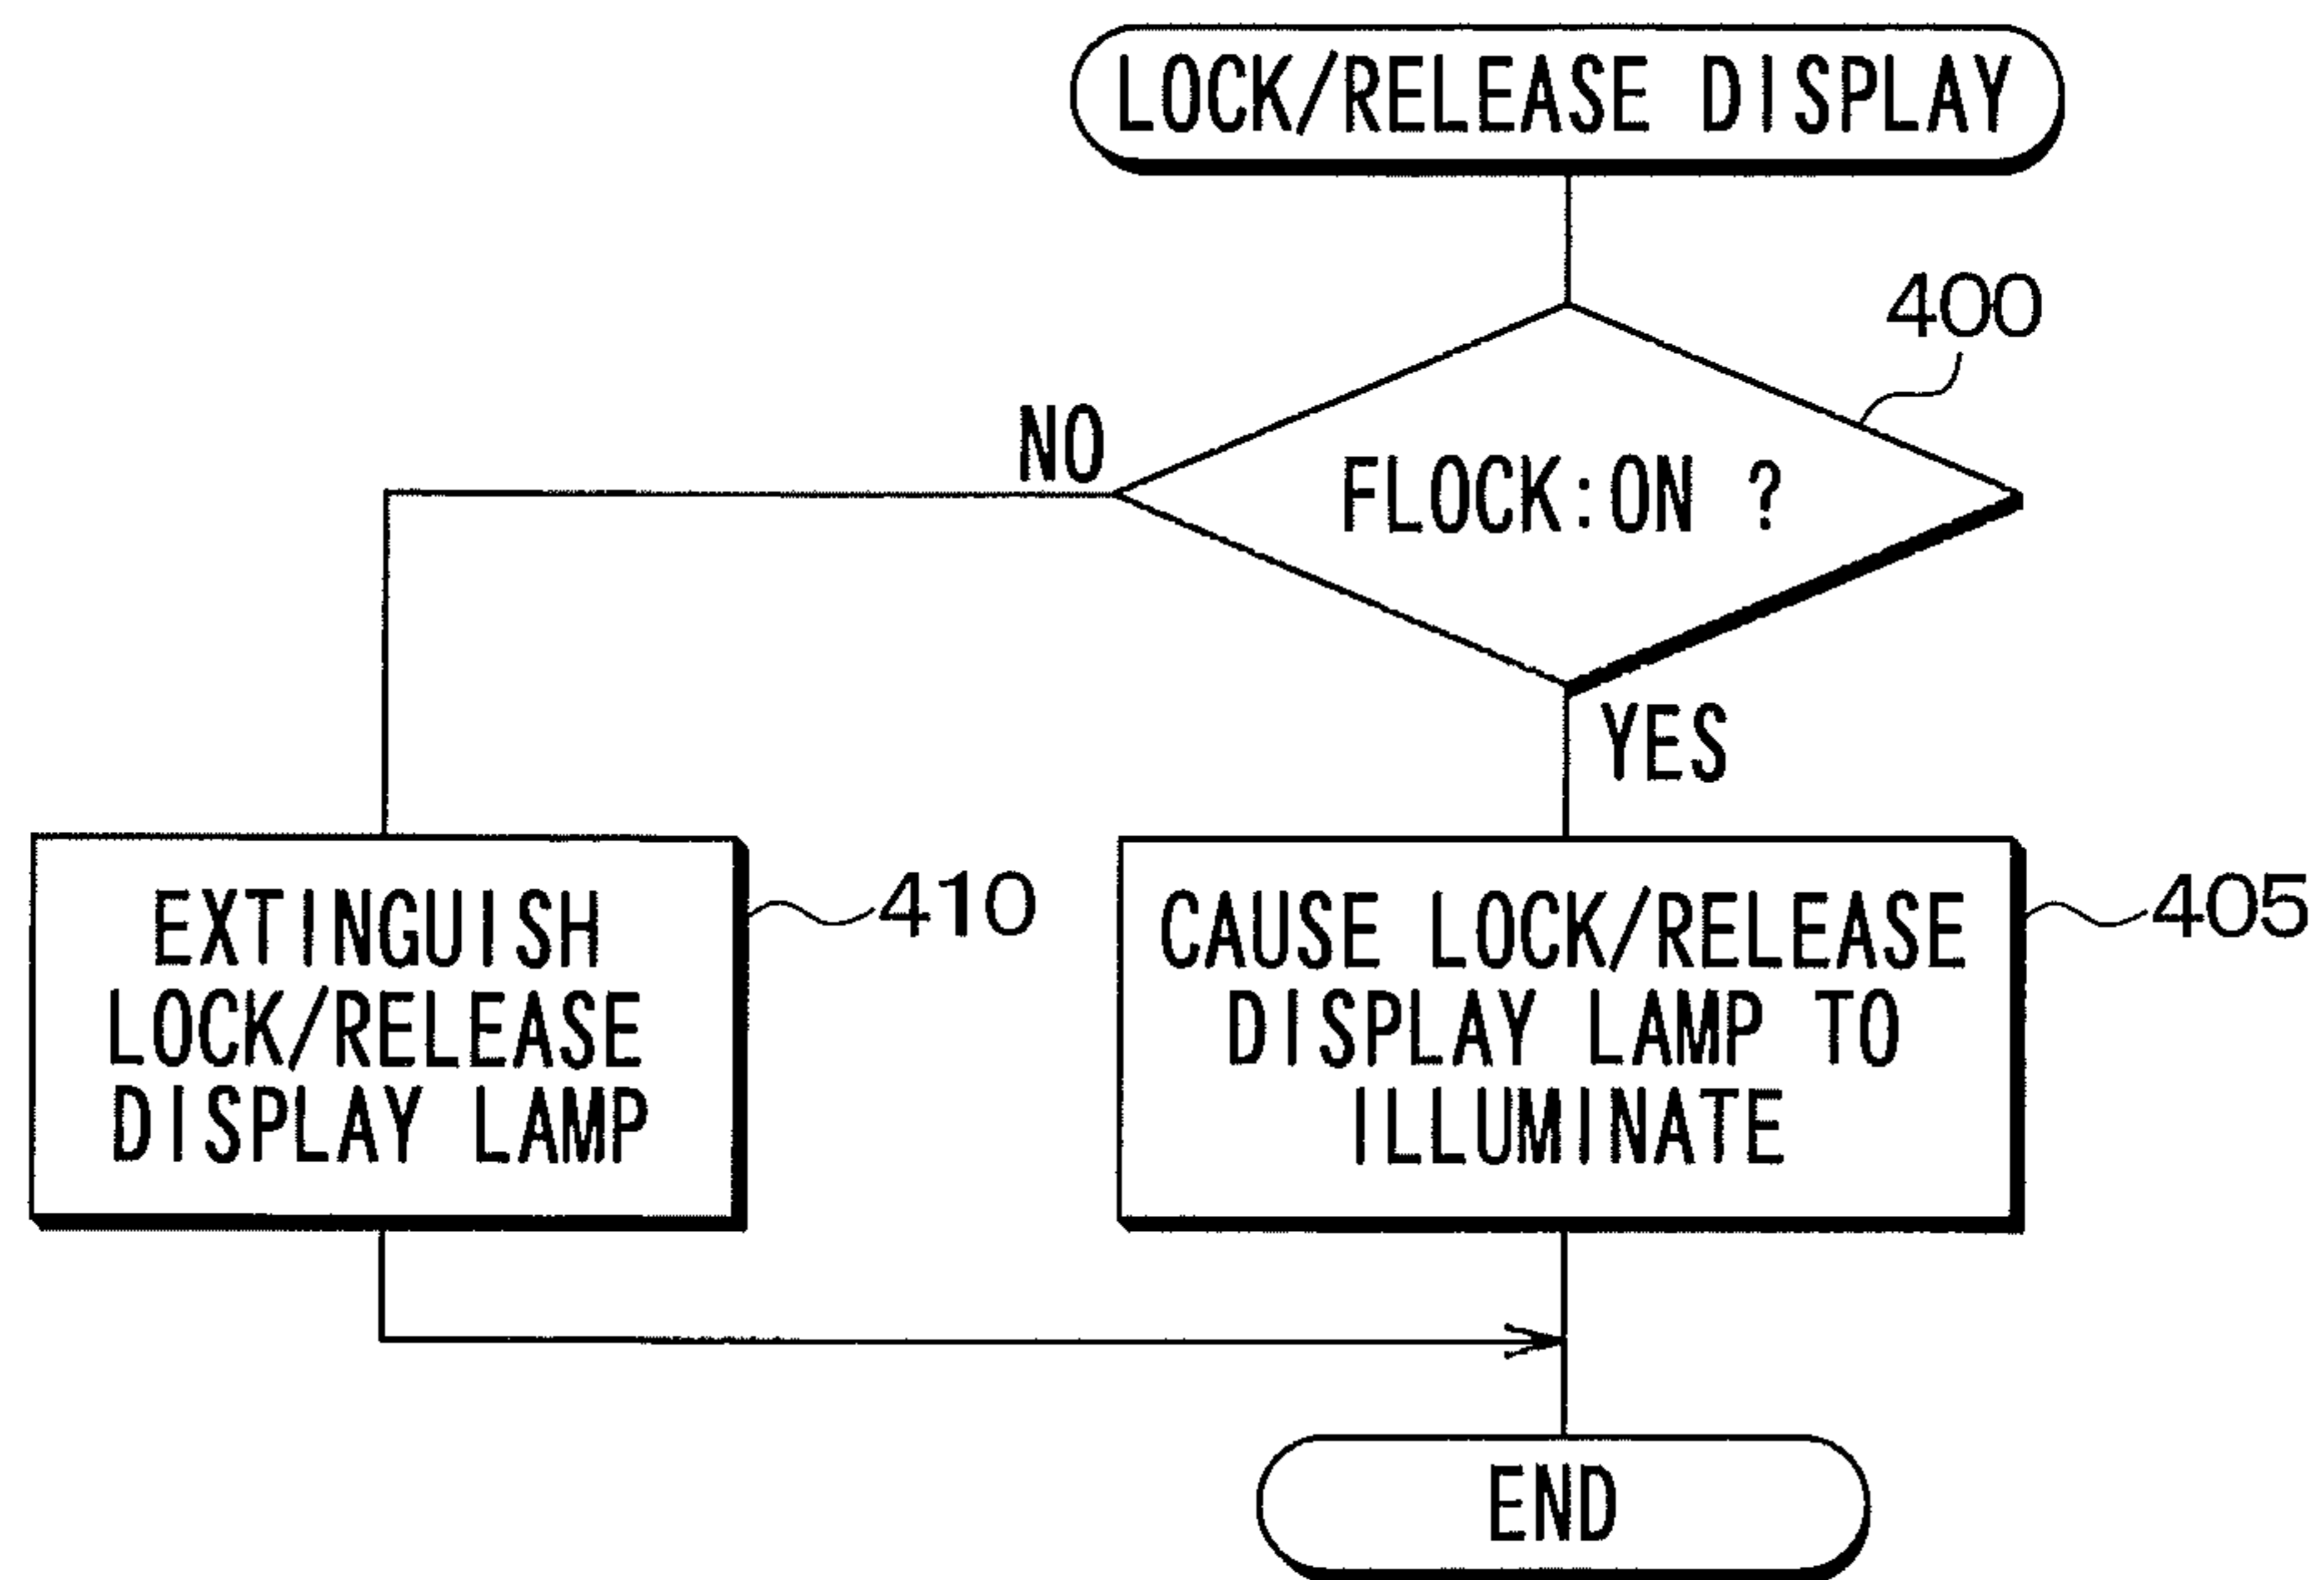 LOCK/RELEASE DISPLAY
400
NO
FLOCK:ON ?
YES
EXTINGUISH
LOCK/RELEASE
DISPLAY LAMP
410
CAUSE LOCK/RELEASE
DISPLAY LAMP TO
ILLUMINATE
405
END